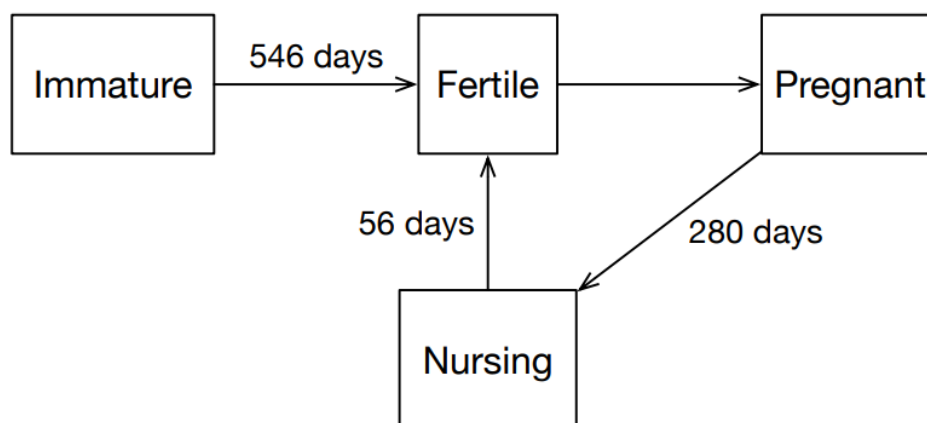 546 days
Immature
Fertile
Pregnant
56 days
280 days
Nursing